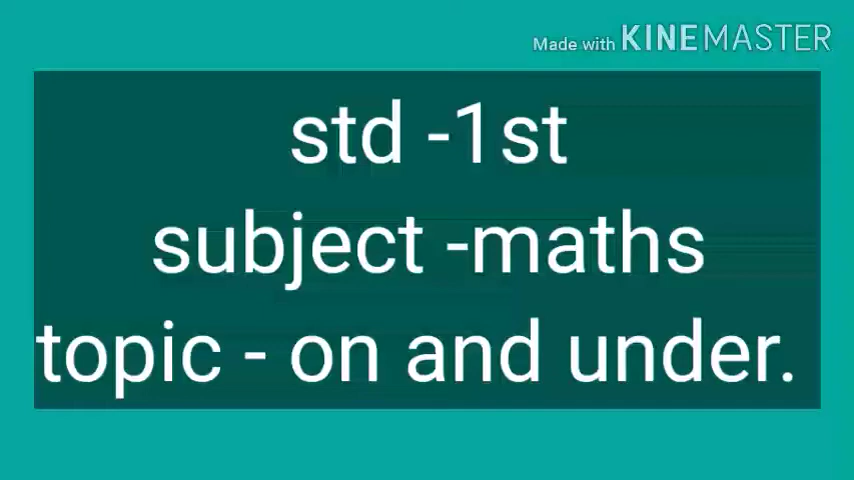 Made with KINEMASTER
std -1st
subject -maths
topic - on and under.